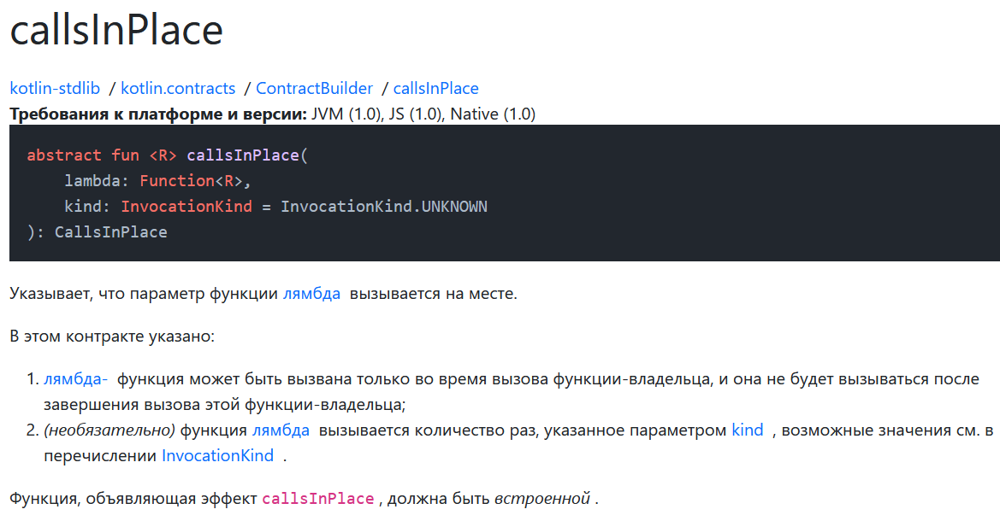 callsInPlace
kotlin-stdlib / kotlin.contracts / ContractBuilder / callsInPlace
Требования к платформе и версии: JVM (1.0), JS (1.0), Native (1.0)
abstract fun <R> callsInPlace(
    lambda: Function<R>,
    kind: InvocationKind = InvocationKind.UNKNOWN
): CallsInPlace
Указывает, что параметр функции лямбда вызывается на месте.
В этом контракте указано:
1. лямбда- функция может быть вызвана только во время вызова функции-владельца, и она не будет вызываться после
завершения вызова этой функции-владельца;
2. (необязательно) функция лямбда вызывается количество раз, указанное параметром kind , возможные значения см. в
перечислении InvocationKind .
Функция, объявляющая эффект callsInPlace , должна быть встроенной .